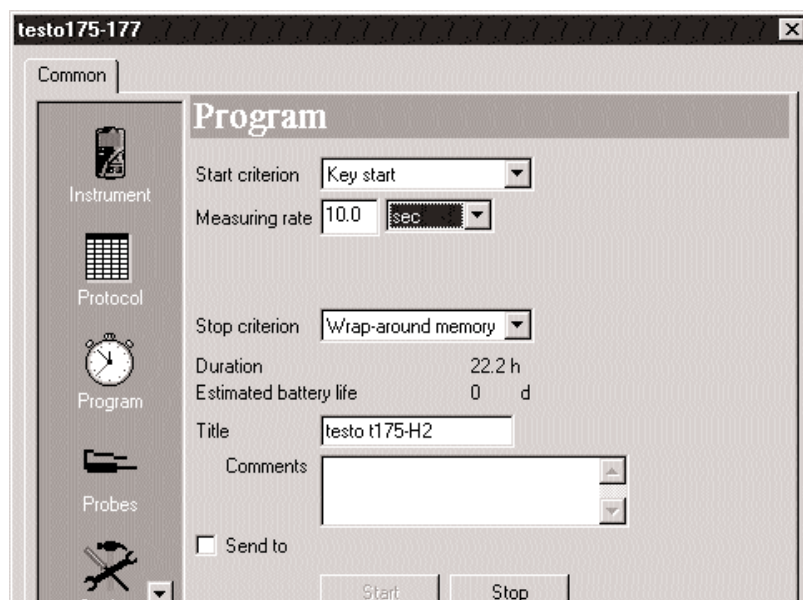 testo175-177
Common
Program
Instrument
Start criterion Key start
Measuring rate 10.0 sec
Protocol
Stop criterion Wrap-around memory
Duration 22.2 h
Estimated battery life 0 d
Program
Title testo t175-H2
Comments
Probes
Send to
Start Stop